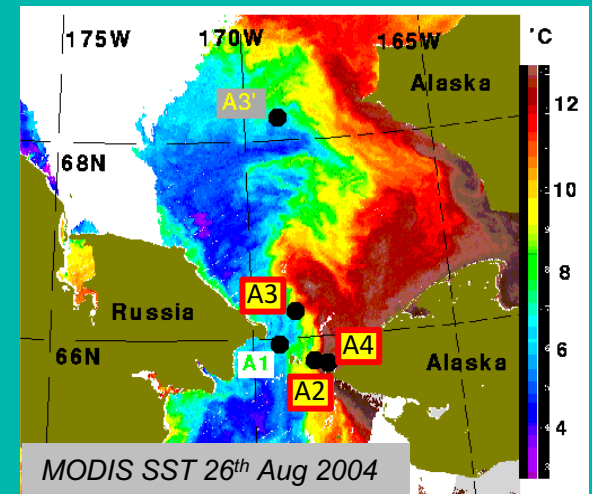 175W 170W 165W °C
Alaska
A3'
12
68N
10
A3
8
Russia
A4
66N
A1
6
Alaska
A2
4
MODIS SST 26th Aug 2004